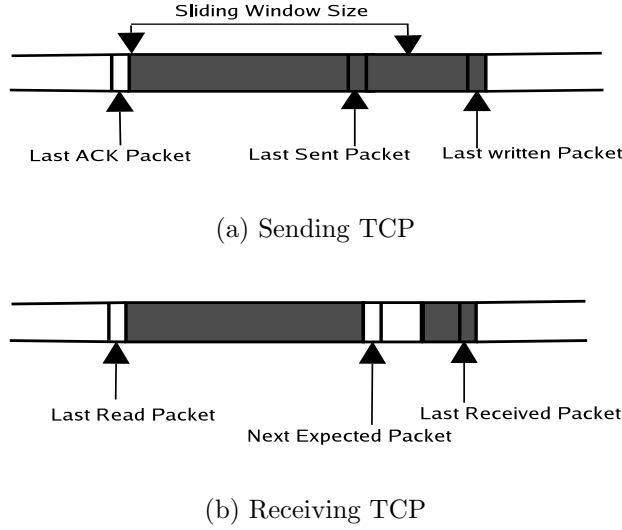 Sliding Window Size
Last ACK Packet
Last Sent Packet
Last written Packet
(a) Sending TCP
Last Read Packet
Next Expected Packet
Last Received Packet
(b) Receiving TCP